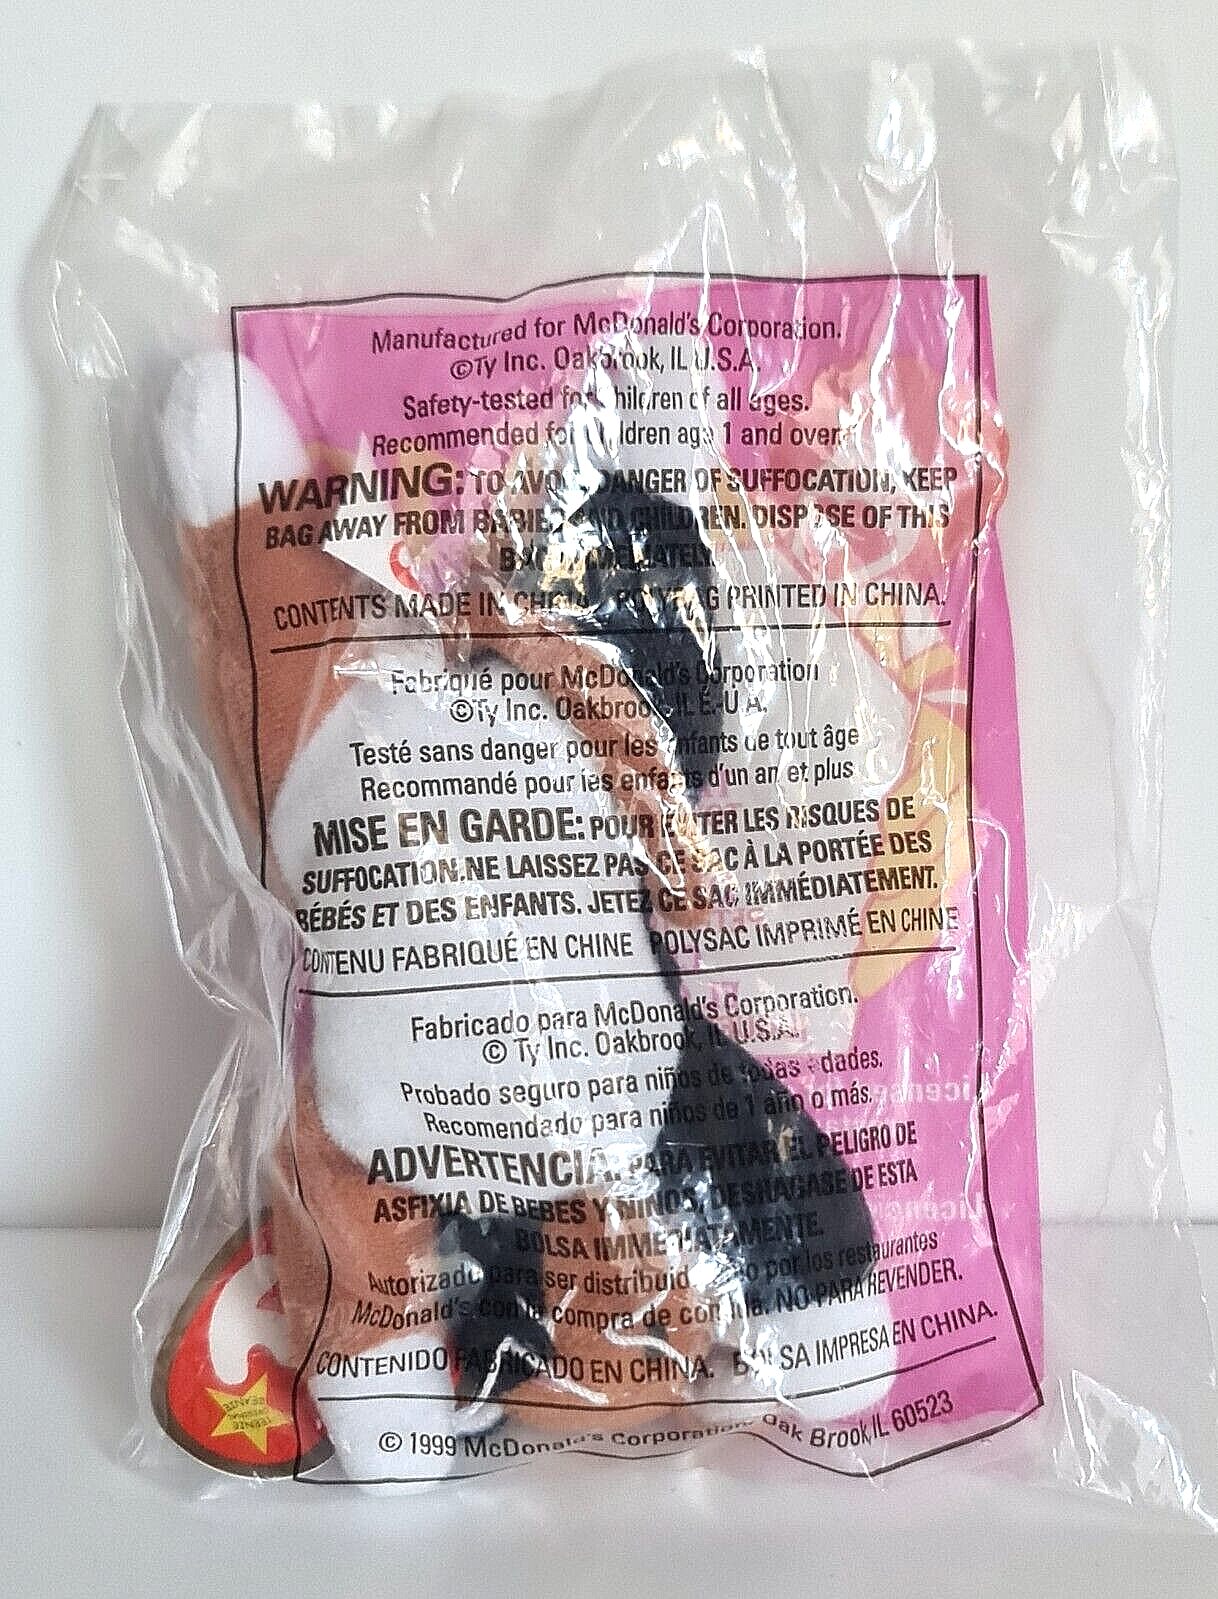 Manufactured for McDonald's Corporation.
©Ty Inc. Oakbrook, IL U.S.A.
Safety-tested for children of all ages.
Recommended for children age 1 and over.
WARNING: TO AVOID DANGER OF SUFFOCATION, KEEP
BAG AWAY FROM BABIES AND CHILDREN. DISPOSE OF THIS
BAG IMMEDIATELY.
CONTENTS MADE IN CHINA POLYBAG PRINTED IN CHINA.
Fabriqué pour McDonald's Corporation
©Ty Inc. Oakbrook, IL É.-U A.
Testé sans danger pour les enfants de tout âge
Recommandé pour les enfants d'un an et plus
MISE EN GARDE: POUR ÉVITER LES RISQUES DE
SUFFOCATION, NE LAISSEZ PAS CE SAC À LA PORTÉE DES
BÉBÉS ET DES ENFANTS. JETEZ CE SAC IMMÉDIATEMENT.
CONTENU FABRIQUÉ EN CHINE POLYSAC IMPRIMÉ EN CHINE
Fabricado para McDonald's Corporation.
© Ty Inc. Oakbrook, IL U.S.A.
Probado seguro para niños de todas edades.
Recomendado para niños de 1 año o más.
ADVERTENCIA: PARA EVITAR EL PELIGRO DE
ASFIXIA DE BEBES Y NINOS, DESHAGASE DE ESTA
BOLSA IMMEDIATAMENTE.
Autorizado para ser distribuido por los restaurantes
McDonald's con la compra de comida. NO PARA REVENDER.
CONTENIDO FABRICADO EN CHINA. BOLSA IMPRESA EN CHINA.
© 1999 McDonald's Corporation Oak Brook, IL 60523